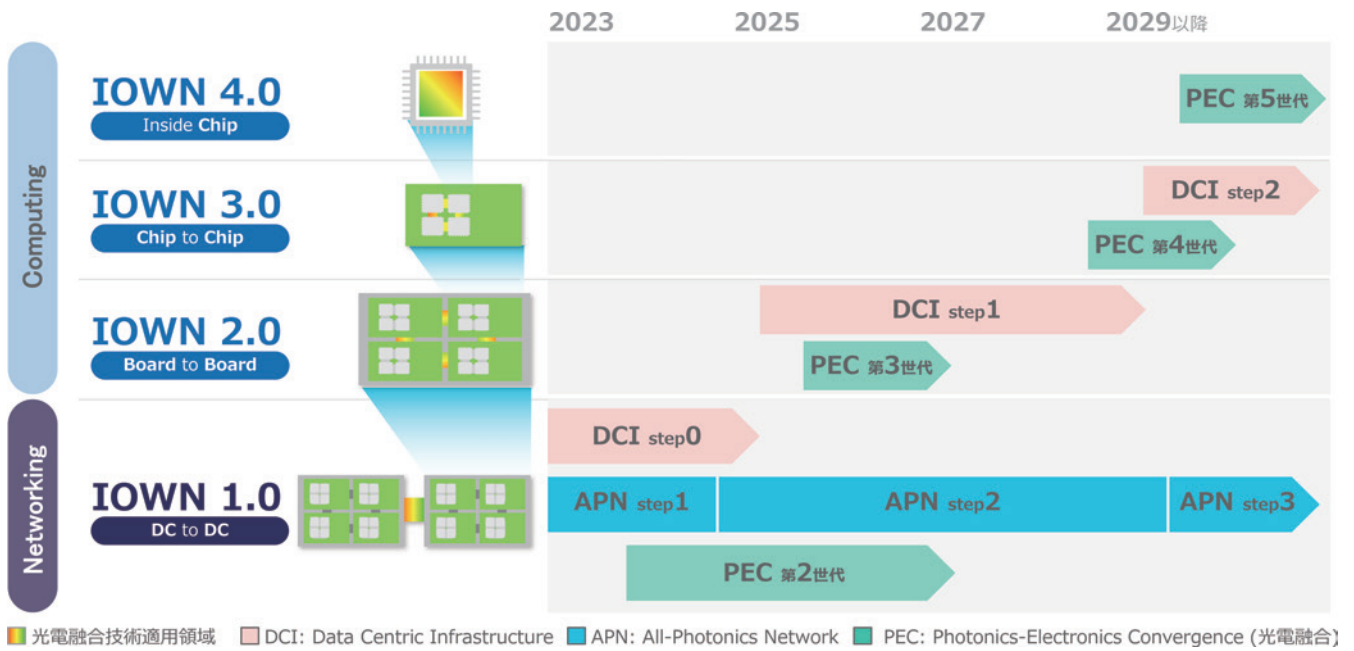 2023 2025 2027 2029以降
Computing
IOWN 4.0
Inside Chip
PEC 第5世代
IOWN 3.0
Chip to Chip
DCI step2
PEC 第4世代
IOWN 2.0
Board to Board
DCI step1
PEC 第3世代
Networking
IOWN 1.0
DC to DC
DCI step0
APN step1 APN step2 APN step3
PEC 第2世代
光電融合技術適用領域 DCI: Data Centric Infrastructure APN: All-Photonics Network PEC: Photonics-Electronics Convergence (光電融合)